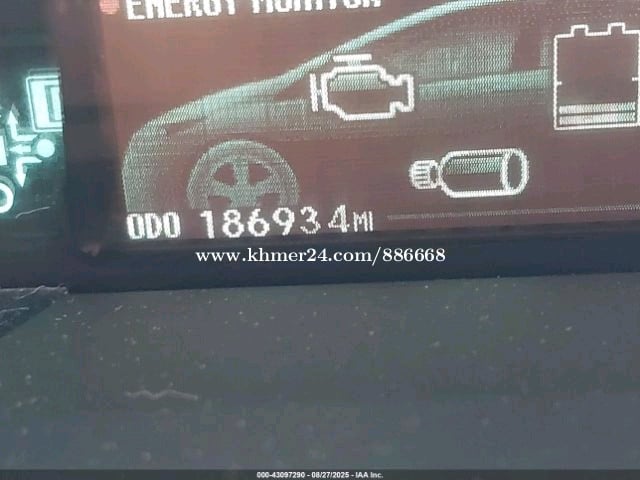 ENERGY MONITOR
ODO 186934MI
www.khmer24.com/886668
000-43097290 - 08/27/2025 - IAA Inc.